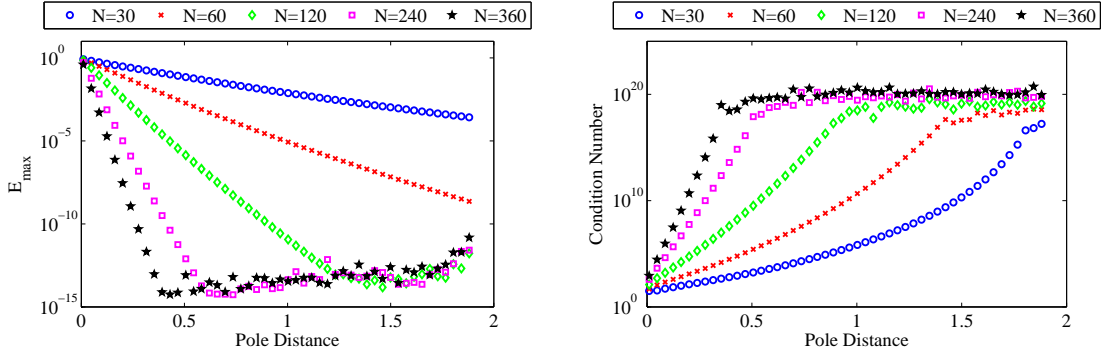 N=30 N=60 N=120 N=240 N=360
10^0
10^-5
10^-10
10^-15
E_max
0 0.5 1 1.5 2
Pole Distance
N=30 N=60 N=120 N=240 N=360
10^20
10^10
10^0
Condition Number
0 0.5 1 1.5 2
Pole Distance